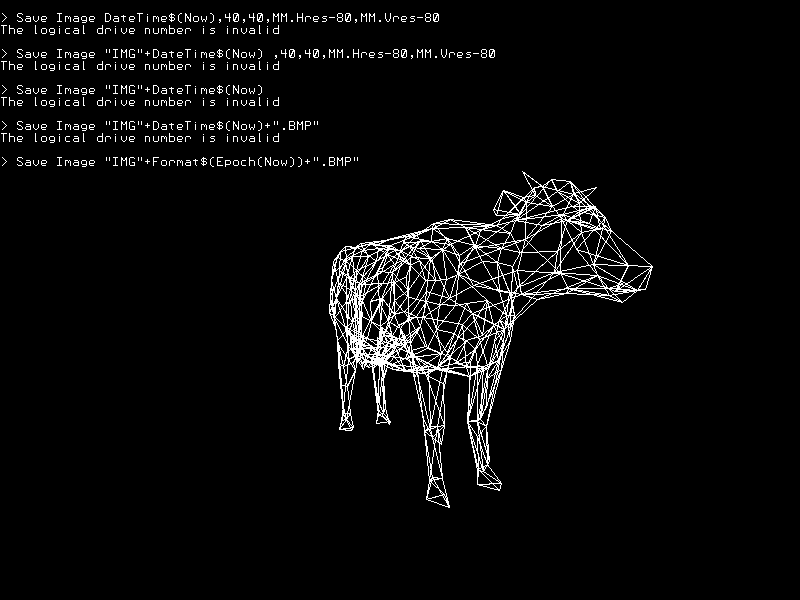 > Save Image DateTime$(Now),40,40,MM.Hres-80,MM.Vres-80
The logical drive number is invalid
> Save Image "IMG"+DateTime$(Now) ,40,40,MM.Hres-80,MM.Vres-80
The logical drive number is invalid
> Save Image "IMG"+DateTime$(Now)
The logical drive number is invalid
> Save Image "IMG"+DateTime$(Now)+".BMP"
The logical drive number is invalid
> Save Image "IMG"+Format$(Epoch(Now))+".BMP"